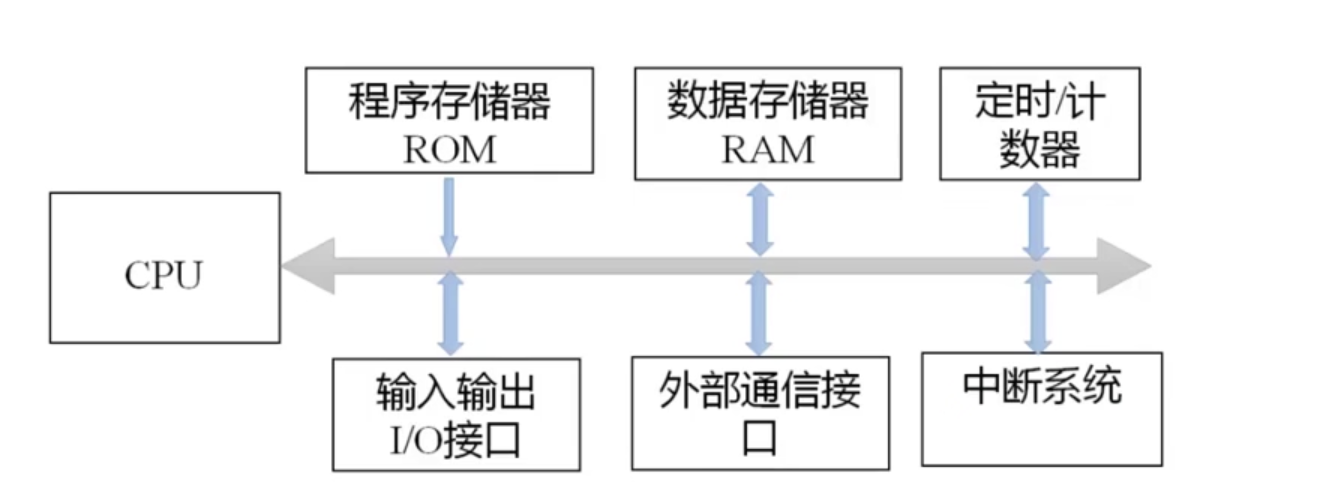 程序存储器
ROM
数据存储器
RAM
定时/计
数器
CPU
输入输出
I/O接口
外部通信接
口
中断系统